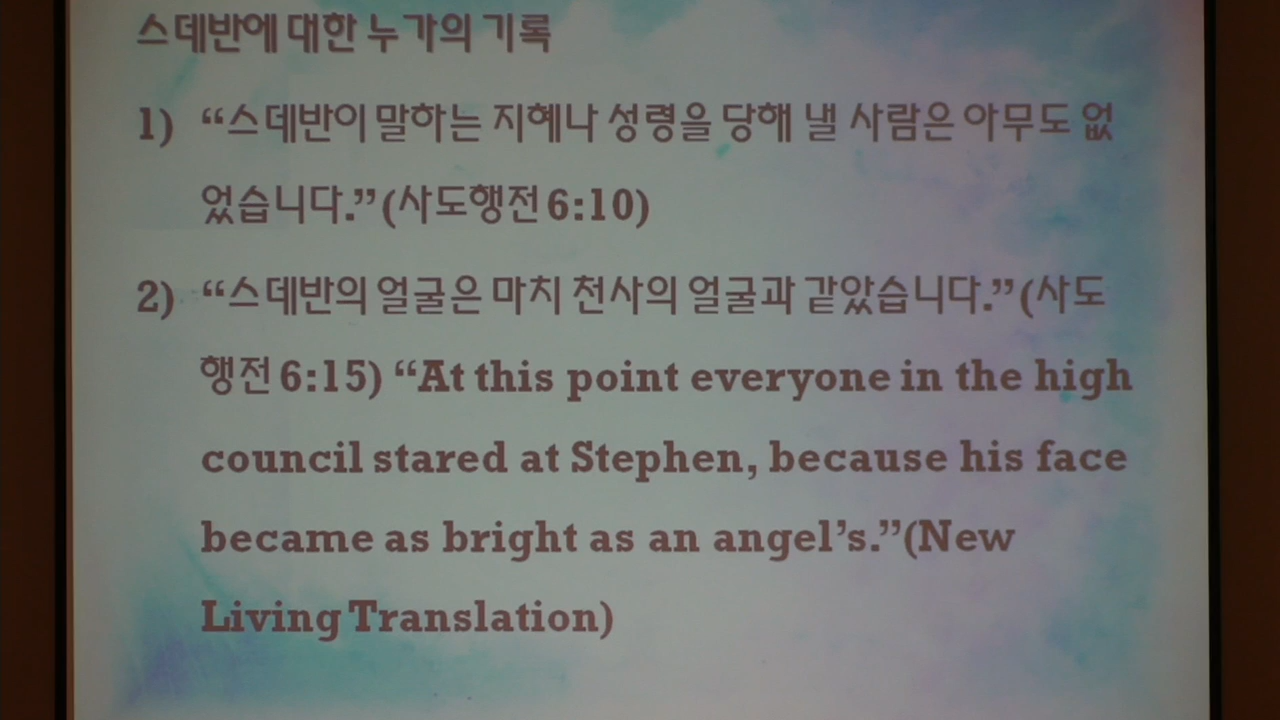 스데반에 대한 누가의 기록
1) “스데반이 말하는 지혜나 성령을 당해 낼 사람은 아무도 없
었습니다.”(사도행전 6:10)
2) “스데반의 얼굴은 마치 천사의 얼굴과 같았습니다.”(사도
행전 6:15) “At this point everyone in the high
council stared at Stephen, because his face
became as bright as an angel’s.”(New
Living Translation)